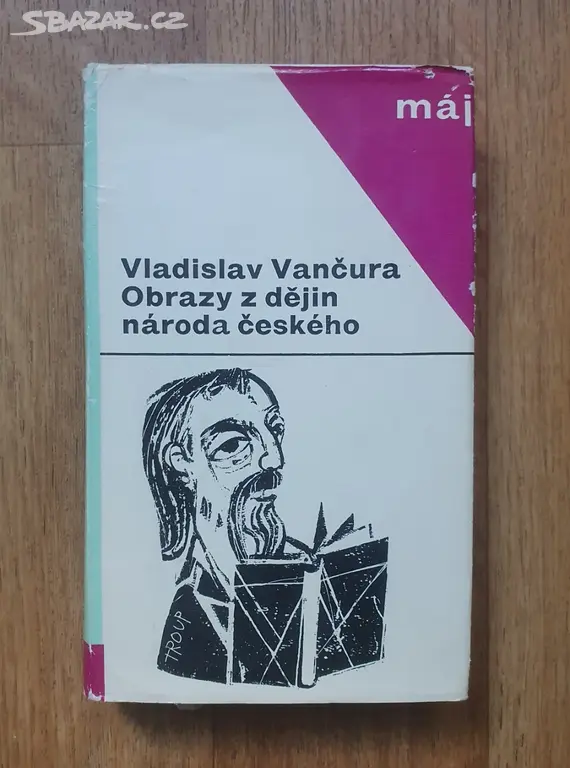 SBAZAR.CZ
máj
Vladislav Vančura
Obrazy z dějin
národa českého
TROUP